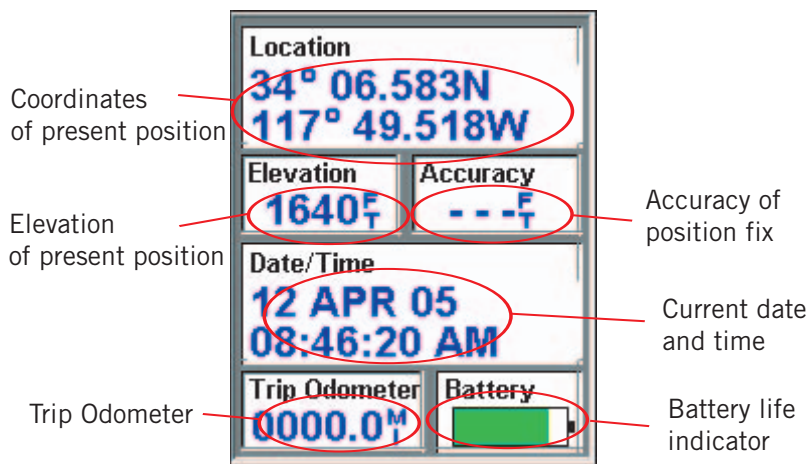 Location
34° 06.583N
117° 49.518W
Coordinates
of present position
Elevation
1640FT
Accuracy
- - -FT
Elevation
of present position
Accuracy of
position fix
Date/Time
12 APR 05
08:46:20 AM
Current date
and time
Trip Odometer
0000.0MI
Battery
Trip Odometer
Battery life
indicator